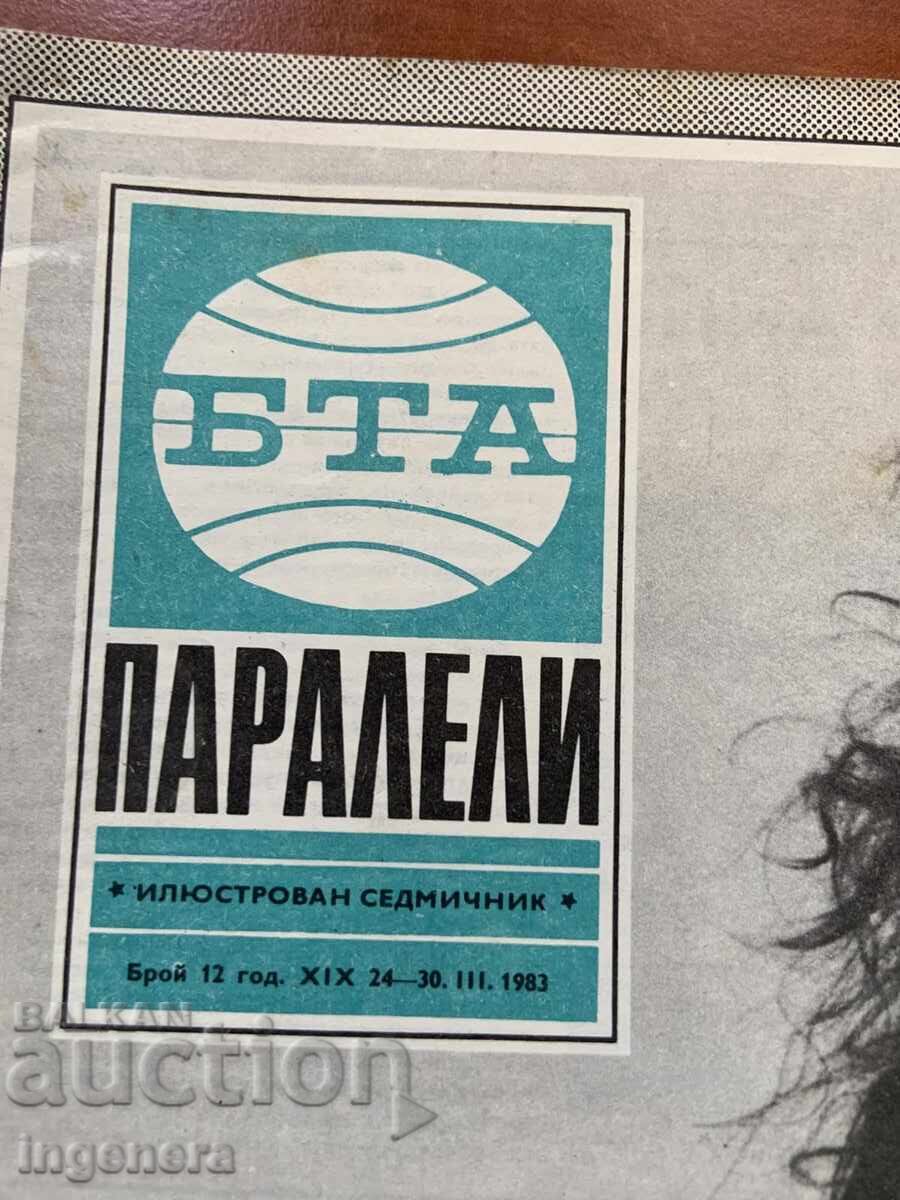 БТА
ПАРАЛЕЛИ
★ ИЛЮСТРОВАН СЕДМИЧНИК ★
Брой 12 год. XIX 24—30. III. 1983
BALKAN
auction
ingenera